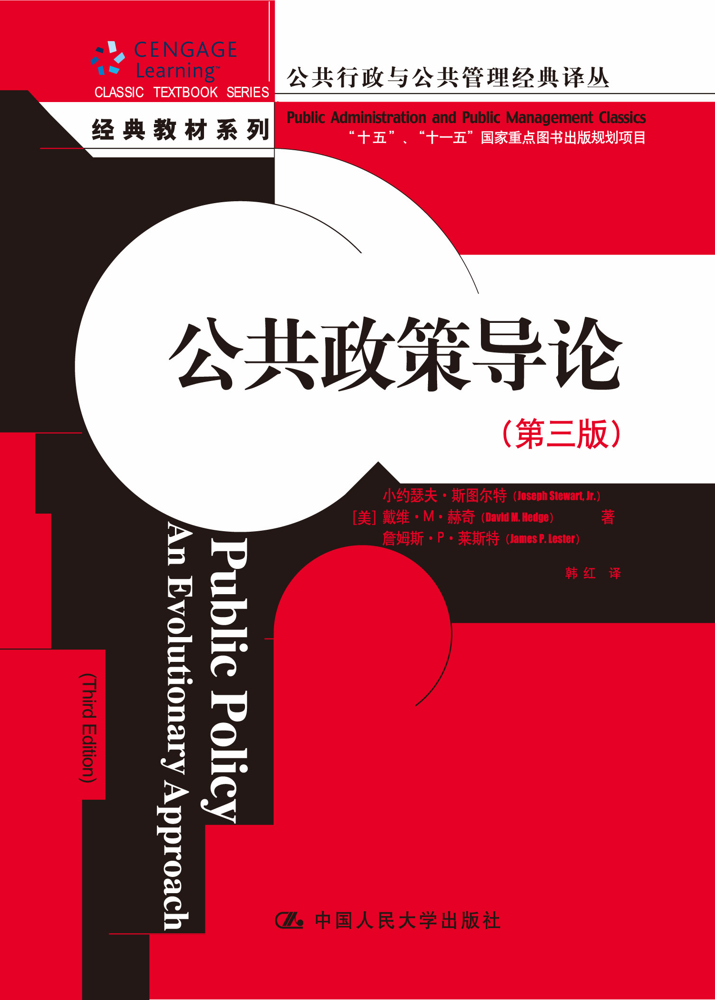 CENGAGE
Learning™
CLASSIC TEXTBOOK SERIES
经典教材系列
公共行政与公共管理经典译丛
Public Administration and Public Management Classics
“十五”、“十一五”国家重点图书出版规划项目
公共政策导论
（第三版）
小约瑟夫·斯图尔特（Joseph Stewart, Jr.）
[美] 戴维·M·赫奇（David M. Hedge） 著
詹姆斯·P·莱斯特（James P. Lester）
韩红 译
Public Policy
An Evolutionary Approach
(Third Edition)
中国人民大学出版社